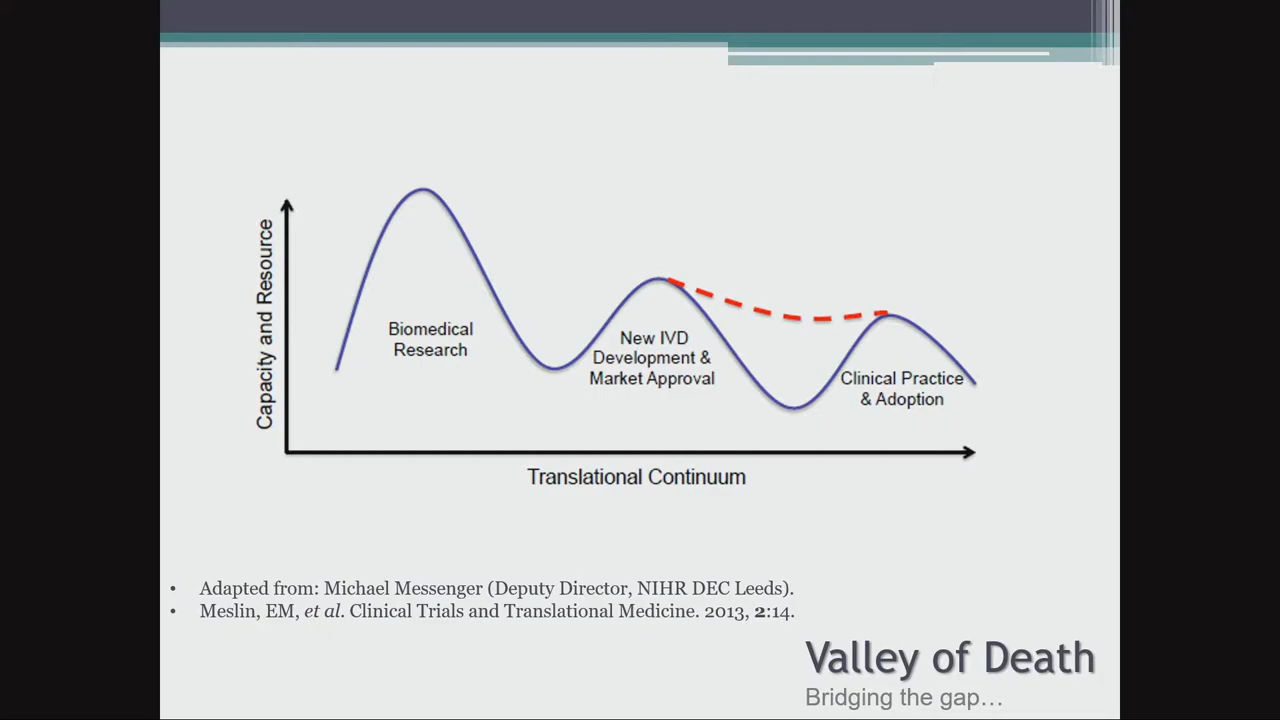 Capacity and Resource
Biomedical
Research
New IVD
Development &
Market Approval
Clinical Practice
& Adoption
Translational Continuum
• Adapted from: Michael Messenger (Deputy Director, NIHR DEC Leeds).
• Meslin, EM, et al. Clinical Trials and Translational Medicine. 2013, 2:14.
Valley of Death
Bridging the gap…